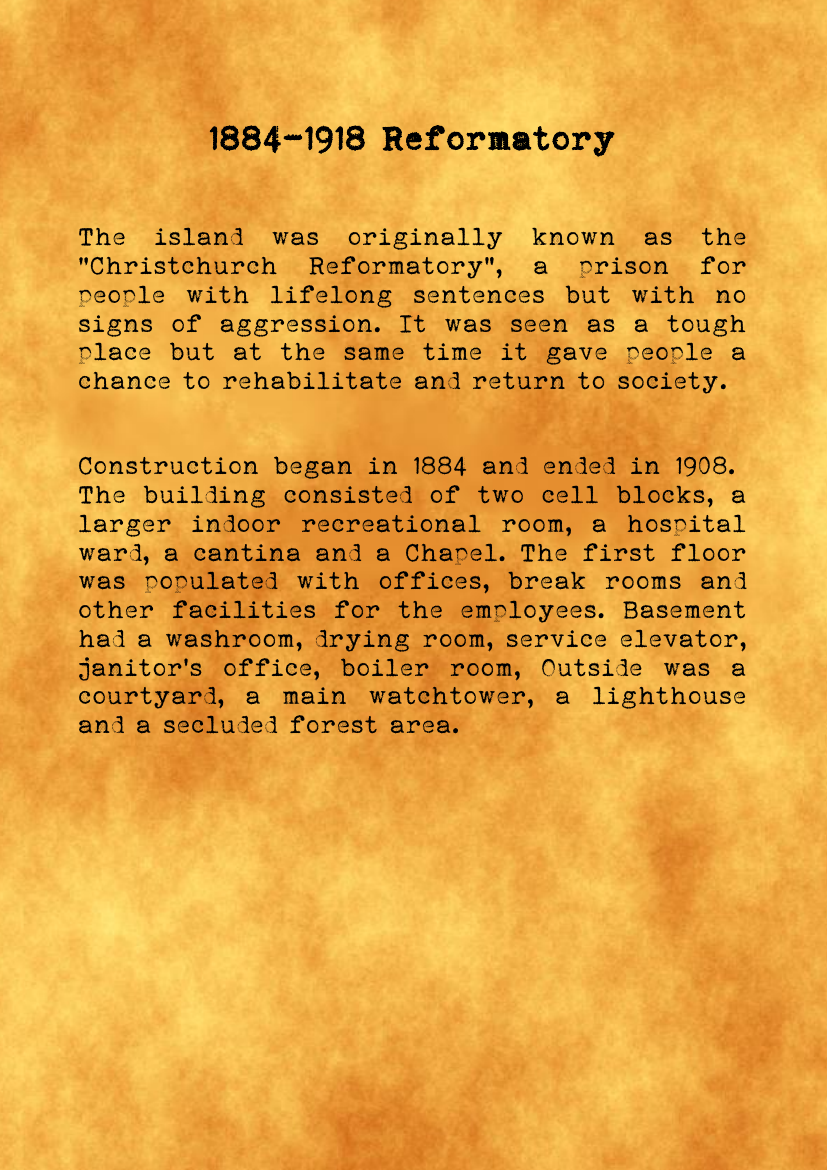 1884-1918 Reformatory
The island was originally known as the
"Christchurch Reformatory", a prison for
people with lifelong sentences but with no
signs of aggression. It was seen as a tough
place but at the same time it gave people a
chance to rehabilitate and return to society.
Construction began in 1884 and ended in 1908.
The building consisted of two cell blocks, a
larger indoor recreational room, a hospital
ward, a cantina and a Chapel. The first floor
was populated with offices, break rooms and
other facilities for the employees. Basement
had a washroom, drying room, service elevator,
janitor's office, boiler room, Outside was a
courtyard, a main watchtower, a lighthouse
and a secluded forest area.